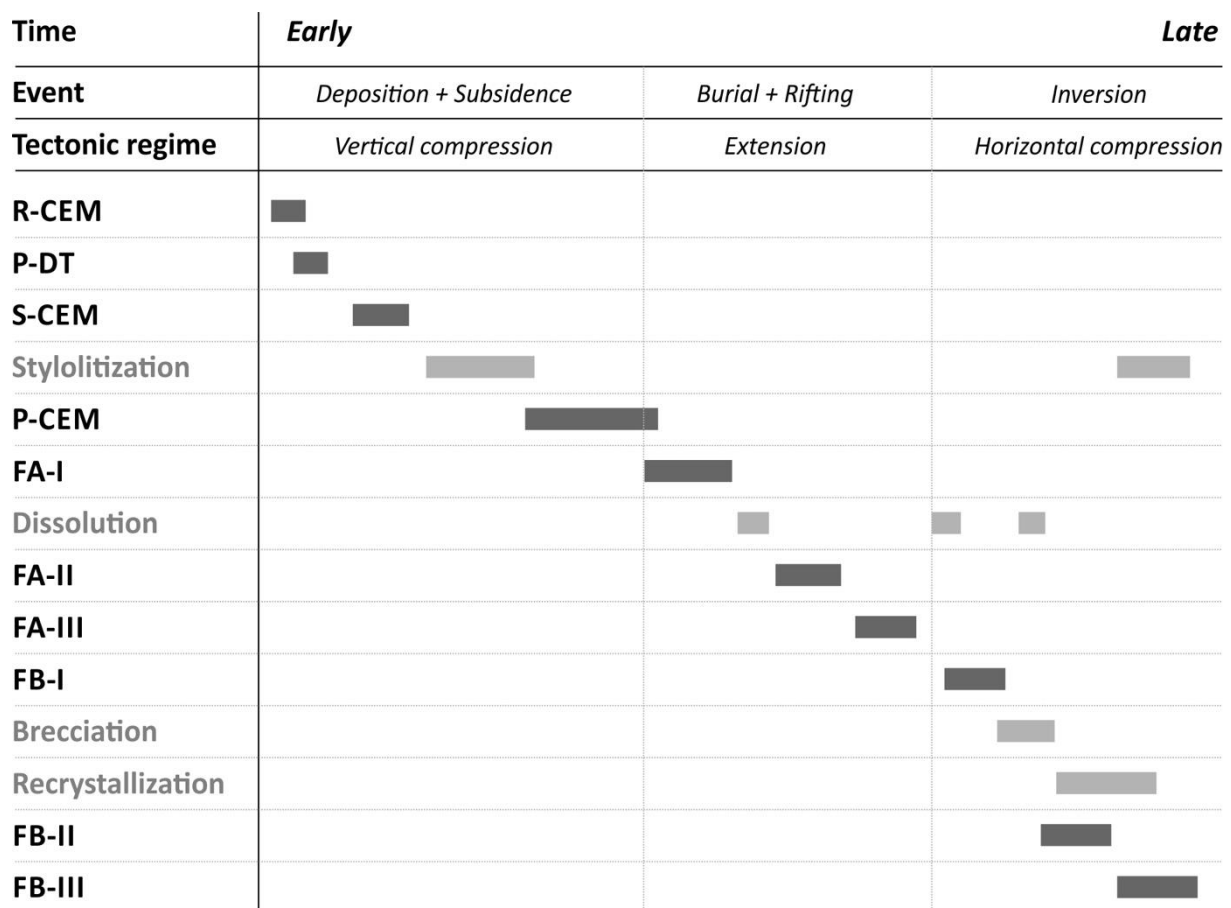 Time Early Late
Event Deposition + Subsidence Burial + Rifting Inversion
Tectonic regime Vertical compression Extension Horizontal compression
R-CEM
P-DT
S-CEM
Stylolitization
P-CEM
FA-I
Dissolution
FA-II
FA-III
FB-I
Brecciation
Recrystallization
FB-II
FB-III